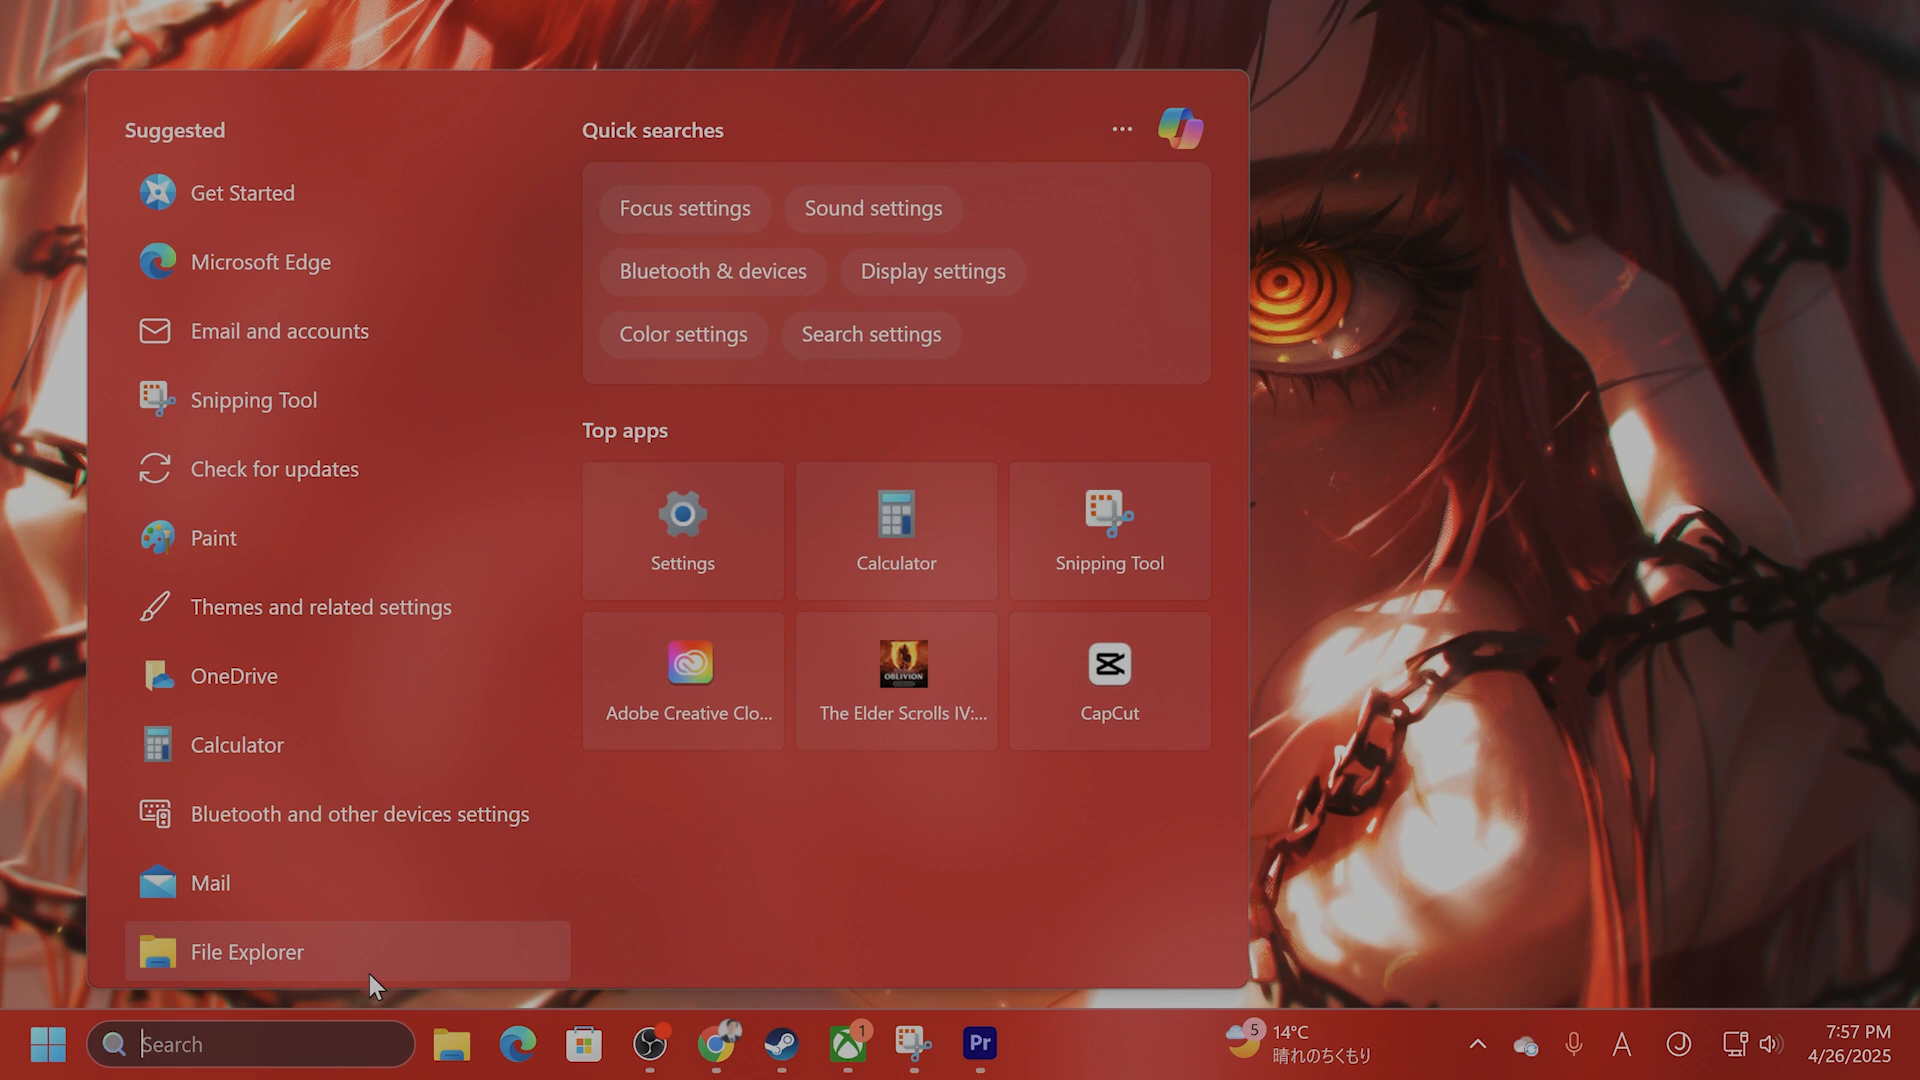 Suggested
Get Started
Microsoft Edge
Email and accounts
Snipping Tool
Check for updates
Paint
Themes and related settings
OneDrive
Calculator
Bluetooth and other devices settings
Mail
File Explorer
Quick searches
Focus settings
Sound settings
Bluetooth & devices
Display settings
Color settings
Search settings
Top apps
Settings
Calculator
Snipping Tool
OBLIVION
Adobe Creative Clo...
The Elder Scrolls IV:...
CapCut
Search
1
Pr
5
14°C
晴れのちくもり
A
J
7:57 PM
4/26/2025